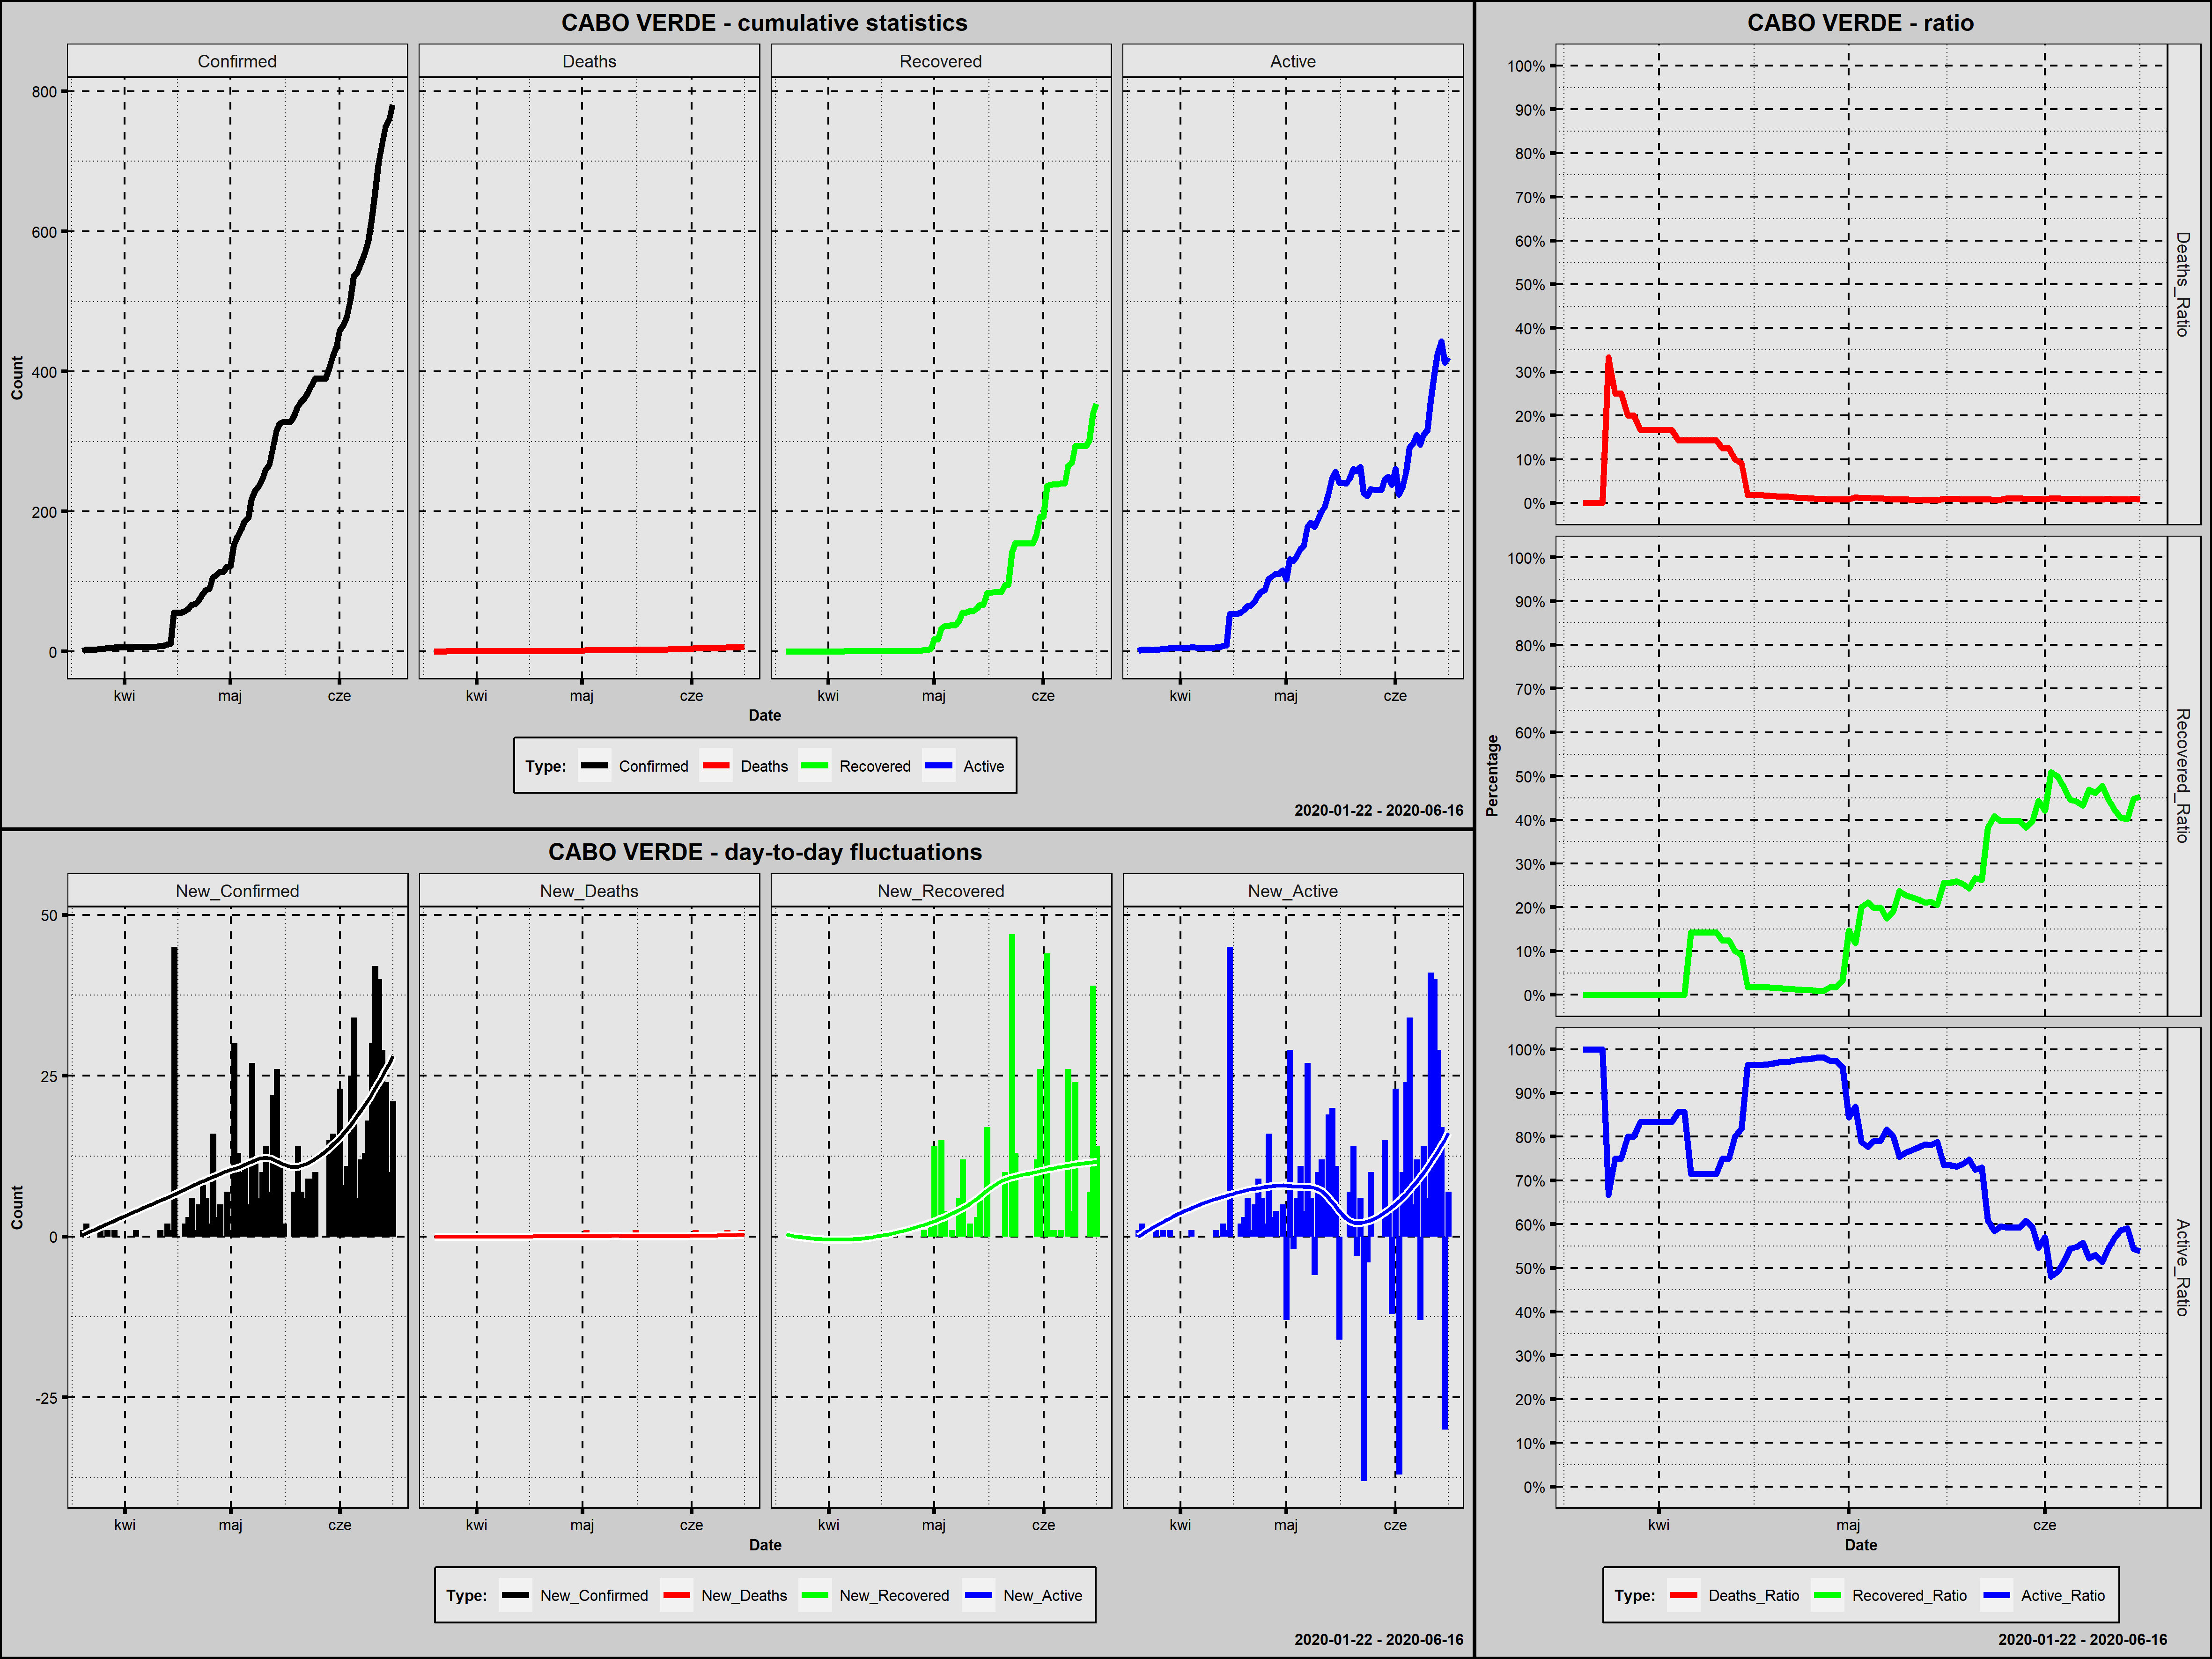 CABO VERDE - cumulative statistics
Confirmed Deaths Recovered Active
Count
800
600
400
200
0
kwi maj cze kwi maj cze kwi maj cze kwi maj cze
Date
Type: Confirmed Deaths Recovered Active
2020-01-22 - 2020-06-16
CABO VERDE - day-to-day fluctuations
New_Confirmed New_Deaths New_Recovered New_Active
Count
50
25
0
-25
kwi maj cze kwi maj cze kwi maj cze kwi maj cze
Date
Type: New_Confirmed New_Deaths New_Recovered New_Active
2020-01-22 - 2020-06-16
CABO VERDE - ratio
Percentage
100%
90%
80%
70%
60%
50%
40%
30%
20%
10%
0%
Deaths_Ratio
100%
90%
80%
70%
60%
50%
40%
30%
20%
10%
0%
Recovered_Ratio
100%
90%
80%
70%
60%
50%
40%
30%
20%
10%
0%
Active_Ratio
kwi maj cze
Date
Type: Deaths_Ratio Recovered_Ratio Active_Ratio
2020-01-22 - 2020-06-16